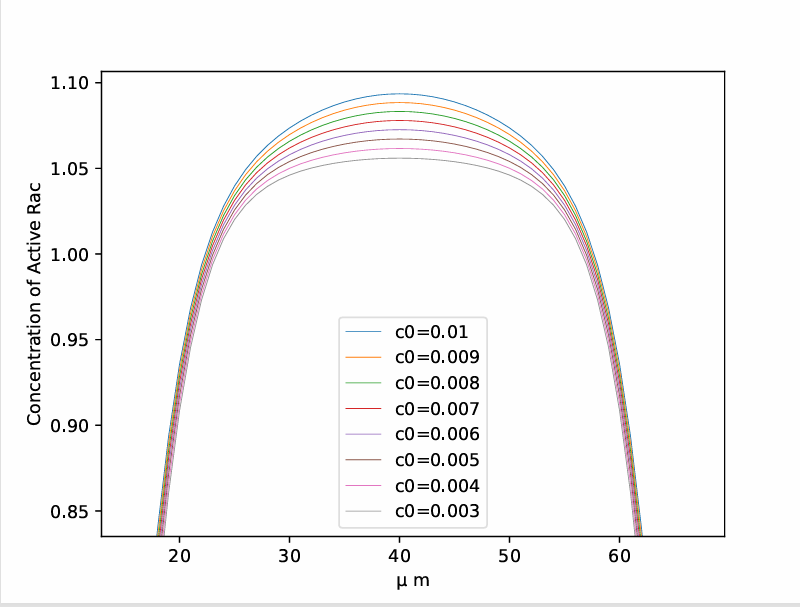 1.10
1.05
1.00
0.95
0.90
0.85
Concentration of Active Rac
c0=0.01
c0=0.009
c0=0.008
c0=0.007
c0=0.006
c0=0.005
c0=0.004
c0=0.003
20 30 40 50 60
μ m